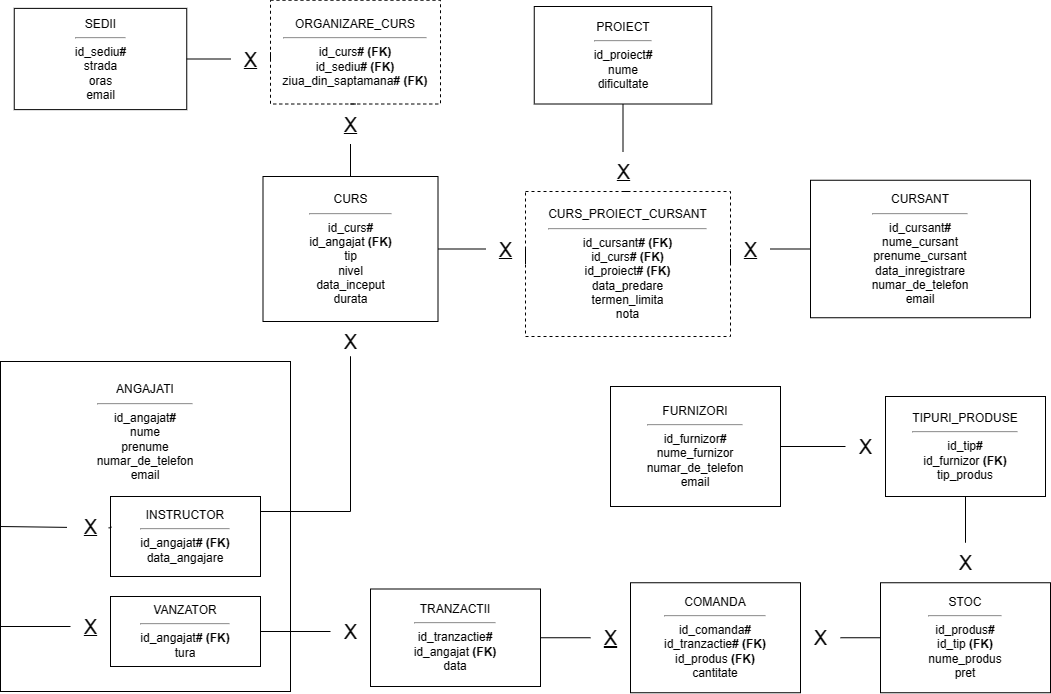 SEDII
id_sediu#
strada
oras
email
X
ORGANIZARE_CURS
id_curs# (FK)
id_sediu# (FK)
ziua_din_saptamana# (FK)
X
PROIECT
id_proiect#
nume
dificultate
X
CURS
id_curs#
id_angajat (FK)
tip
nivel
data_inceput
durata
X
CURS_PROIECT_CURSANT
id_cursant# (FK)
id_curs# (FK)
id_proiect# (FK)
data_predare
termen_limita
nota
X
CURSANT
id_cursant#
nume_cursant
prenume_cursant
data_inregistrare
numar_de_telefon
email
X
ANGAJATI
id_angajat#
nume
prenume
numar_de_telefon
email
X
INSTRUCTOR
id_angajat# (FK)
data_angajare
X
VANZATOR
id_angajat# (FK)
tura
X
FURNIZORI
id_furnizor#
nume_furnizor
numar_de_telefon
email
X
TIPURI_PRODUSE
id_tip#
id_furnizor (FK)
tip_produs
X
TRANZACTII
id_tranzactie#
id_angajat (FK)
data
X
COMANDA
id_comanda#
id_tranzactie# (FK)
id_produs (FK)
cantitate
X
STOC
id_produs#
id_tip (FK)
nume_produs
pret